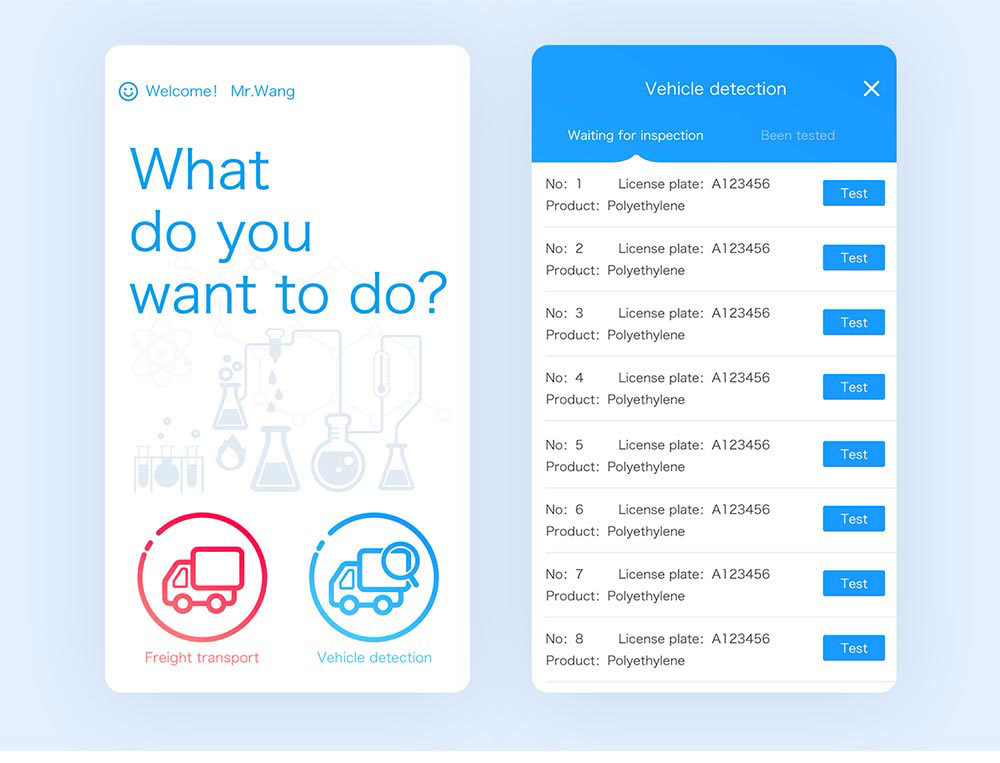 Welcome! Mr.Wang
What
do you
want to do?
Freight transport
Vehicle detection
Vehicle detection
Waiting for inspection
Been tested
No: 1 License plate: A123456
Product: Polyethylene
Test
No: 2 License plate: A123456
Product: Polyethylene
Test
No: 3 License plate: A123456
Product: Polyethylene
Test
No: 4 License plate: A123456
Product: Polyethylene
Test
No: 5 License plate: A123456
Product: Polyethylene
Test
No: 6 License plate: A123456
Product: Polyethylene
Test
No: 7 License plate: A123456
Product: Polyethylene
Test
No: 8 License plate: A123456
Product: Polyethylene
Test